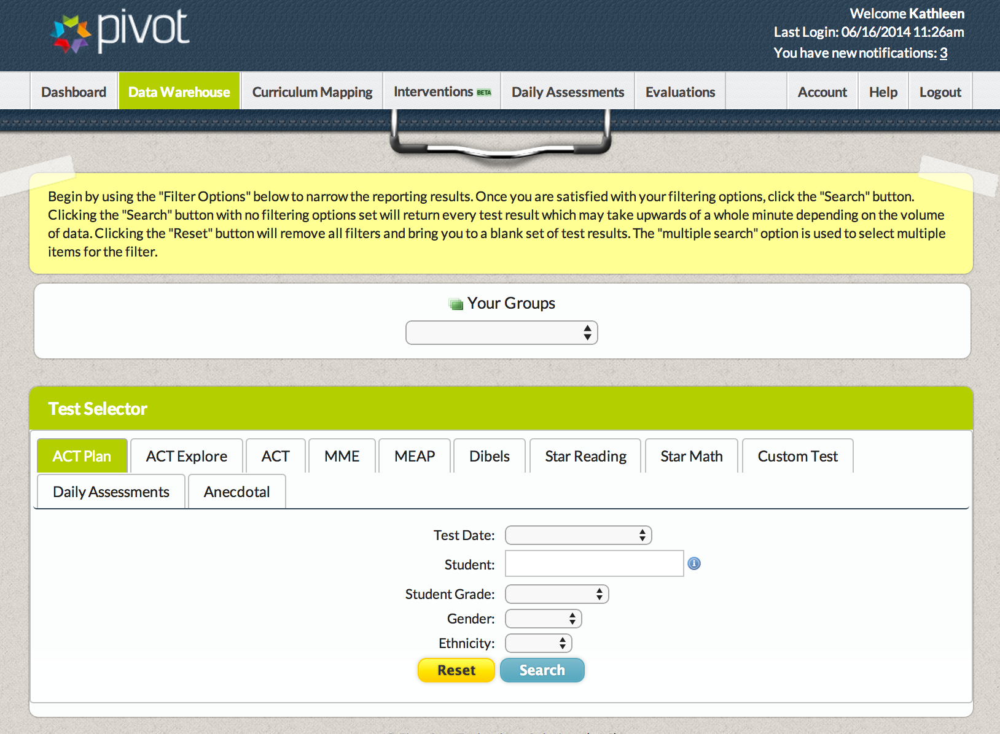 pivot
Welcome Kathleen
Last Login: 06/16/2014 11:26am
You have new notifications: 3
Dashboard Data Warehouse Curriculum Mapping Interventions BETA Daily Assessments Evaluations Account Help Logout
Begin by using the "Filter Options" below to narrow the reporting results. Once you are satisfied with your filtering options, click the "Search" button.
Clicking the "Search" button with no filtering options set will return every test result which may take upwards of a whole minute depending on the volume
of data. Clicking the "Reset" button will remove all filters and bring you to a blank set of test results. The "multiple search" option is used to select multiple
items for the filter.
Your Groups
Test Selector
ACT Plan ACT Explore ACT MME MEAP Dibels Star Reading Star Math Custom Test
Daily Assessments Anecdotal
Test Date:
Student:
Student Grade:
Gender:
Ethnicity:
Reset Search